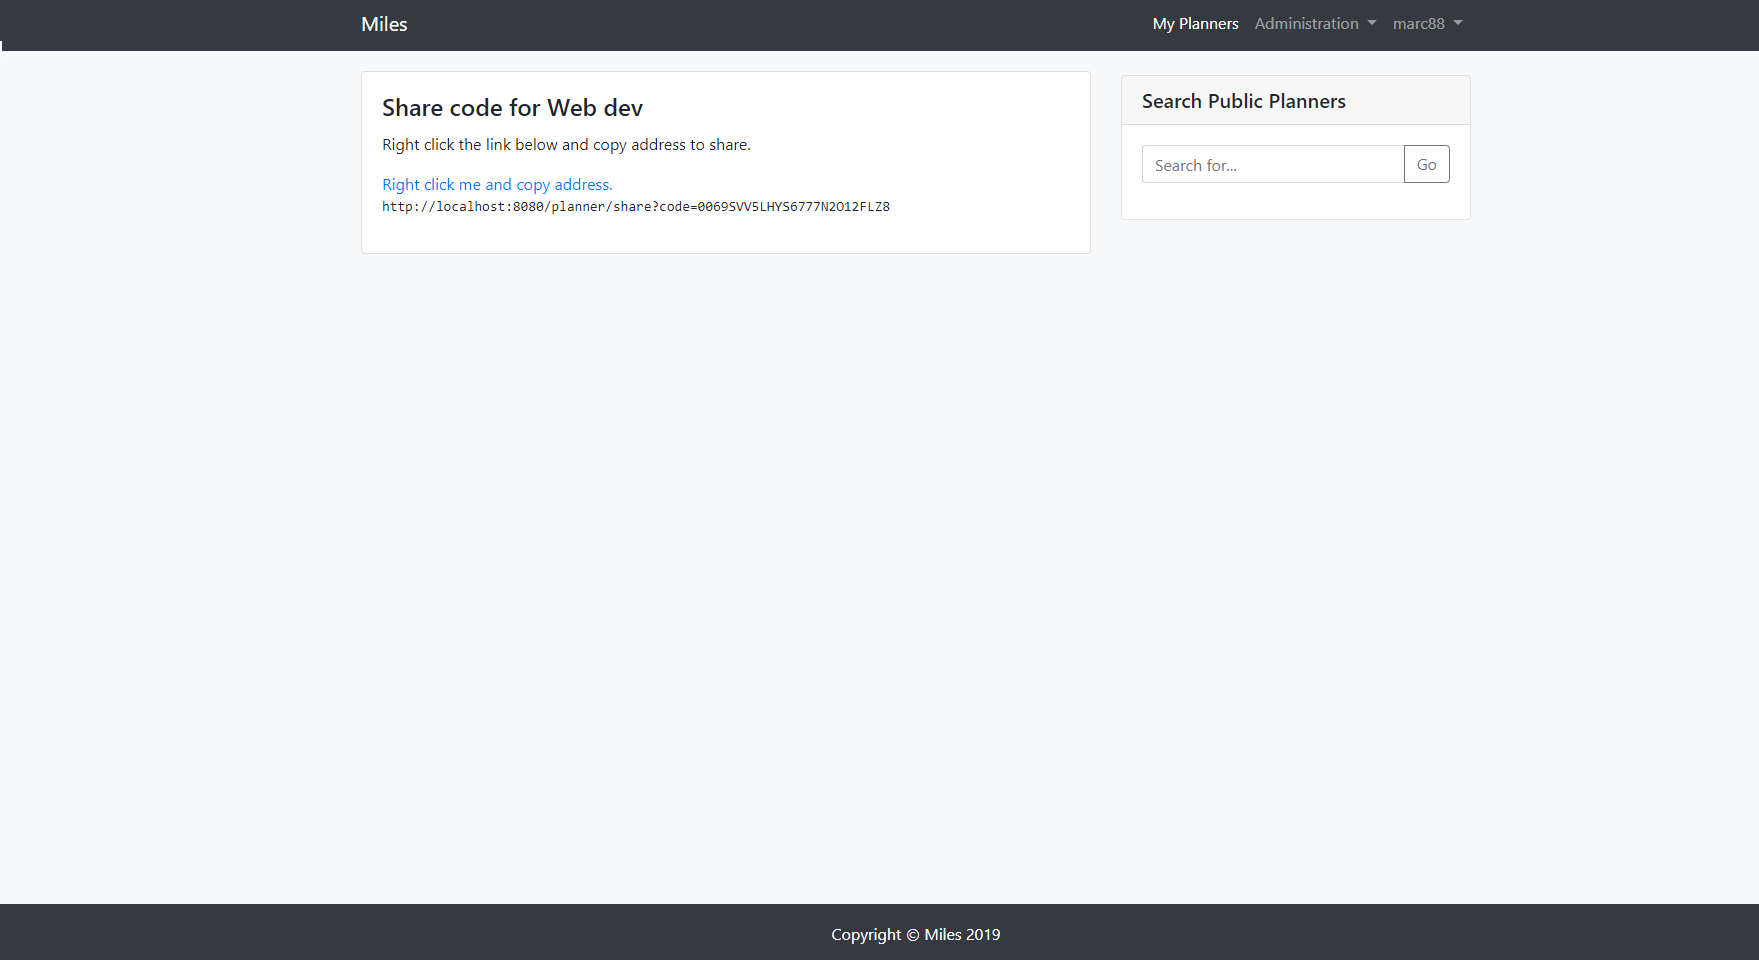 Miles
My Planners Administration marc88
Share code for Web dev
Right click the link below and copy address to share.
Right click me and copy address.
http://localhost:8080/planner/share?code=0069SVV5LHYS6777N2O12FLZ8
Search Public Planners
Search for...
Go
Copyright © Miles 2019